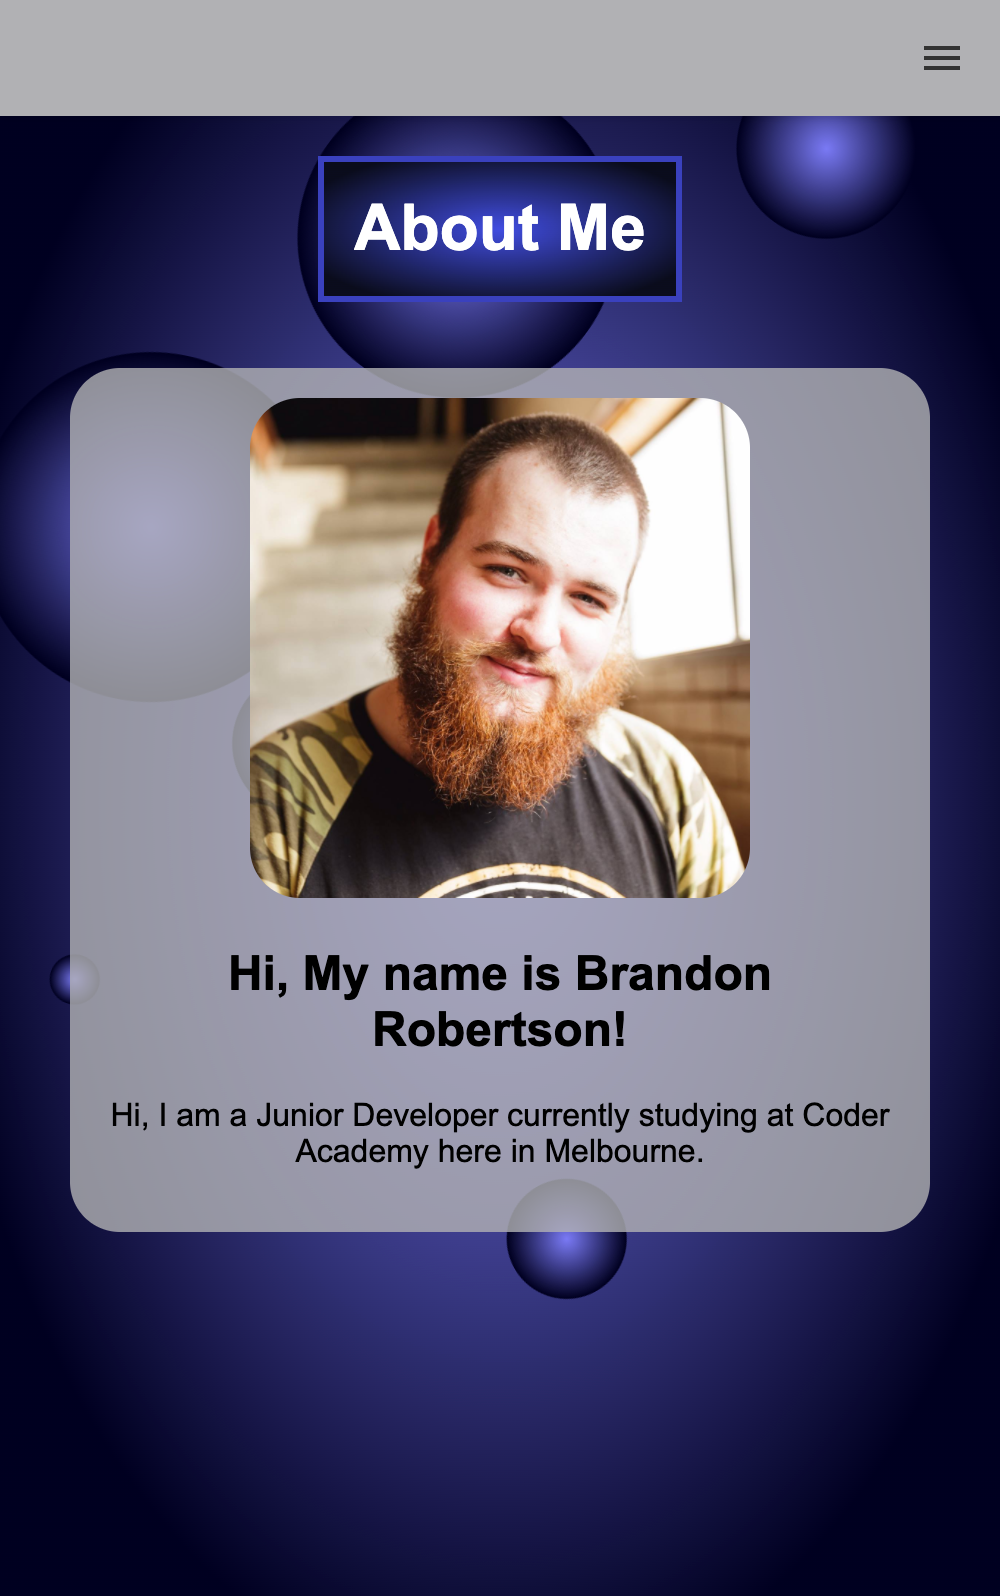 About Me
Hi, My name is Brandon
Robertson!
Hi, I am a Junior Developer currently studying at Coder
Academy here in Melbourne.